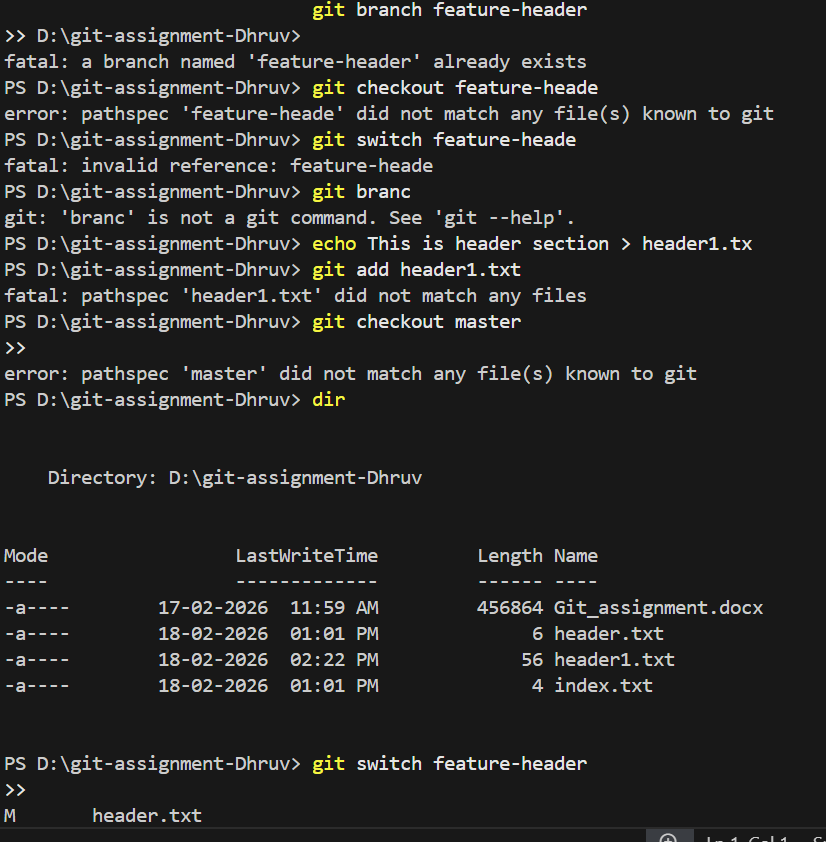 git branch feature-header
>> D:\git-assignment-Dhruv>
fatal: a branch named 'feature-header' already exists
PS D:\git-assignment-Dhruv> git checkout feature-heade
error: pathspec 'feature-heade' did not match any file(s) known to git
PS D:\git-assignment-Dhruv> git switch feature-heade
fatal: invalid reference: feature-heade
PS D:\git-assignment-Dhruv> git branc
git: 'branc' is not a git command. See 'git --help'.
PS D:\git-assignment-Dhruv> echo This is header section > header1.tx
PS D:\git-assignment-Dhruv> git add header1.txt
fatal: pathspec 'header1.txt' did not match any files
PS D:\git-assignment-Dhruv> git checkout master
>>
error: pathspec 'master' did not match any file(s) known to git
PS D:\git-assignment-Dhruv> dir
Directory: D:\git-assignment-Dhruv
Mode LastWriteTime Length Name
---- ------------- ------ ----
-a---- 17-02-2026 11:59 AM 456864 Git_assignment.docx
-a---- 18-02-2026 01:01 PM 6 header.txt
-a---- 18-02-2026 02:22 PM 56 header1.txt
-a---- 18-02-2026 01:01 PM 4 index.txt
PS D:\git-assignment-Dhruv> git switch feature-header
>>
M header.txt